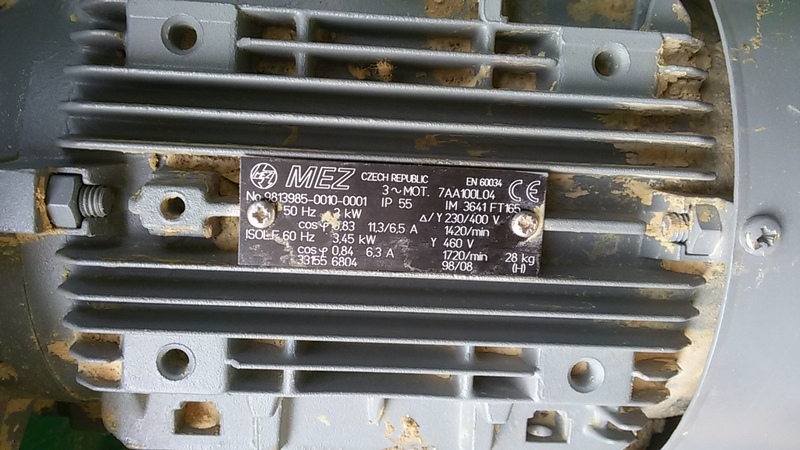 MEZ CZECH REPUBLIC EN 60034
3~MOT. 7AA100L04 CE
No 9813985-0010-0001 IP 55 IM 3641 FT165
50 Hz kW Δ/Y 230/400 V
cos φ 0.83 11,3/6,5 A 1420/min
ISOL.F 60 Hz 3.45 kW Y 460 V
cos φ 0.84 6.3 A 1720/min 28 kg
33155 6804 98/08 (H)